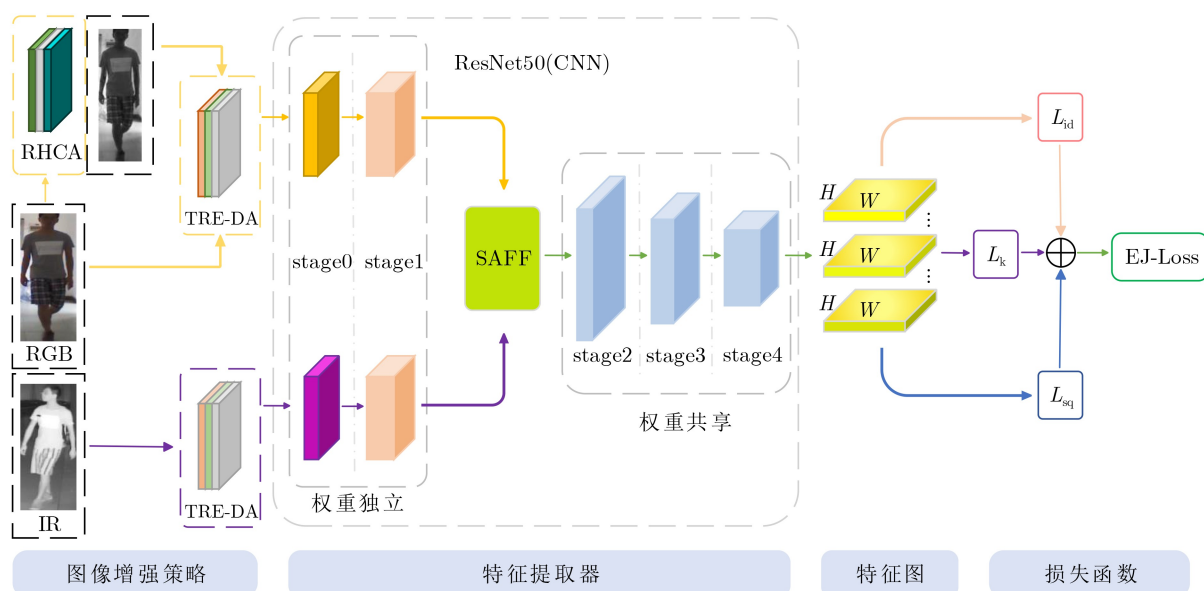 ResNet50(CNN)
RHCA
TRE-DA
RGB
stage0
stage1
SAFF
stage2
stage3
stage4
权重共享
IR
TRE-DA
权重独立
H
W
⋮
H
W
⋮
H
W
L_id
L_k
L_sq
EJ-Loss
图像增强策略
特征提取器
特征图
损失函数